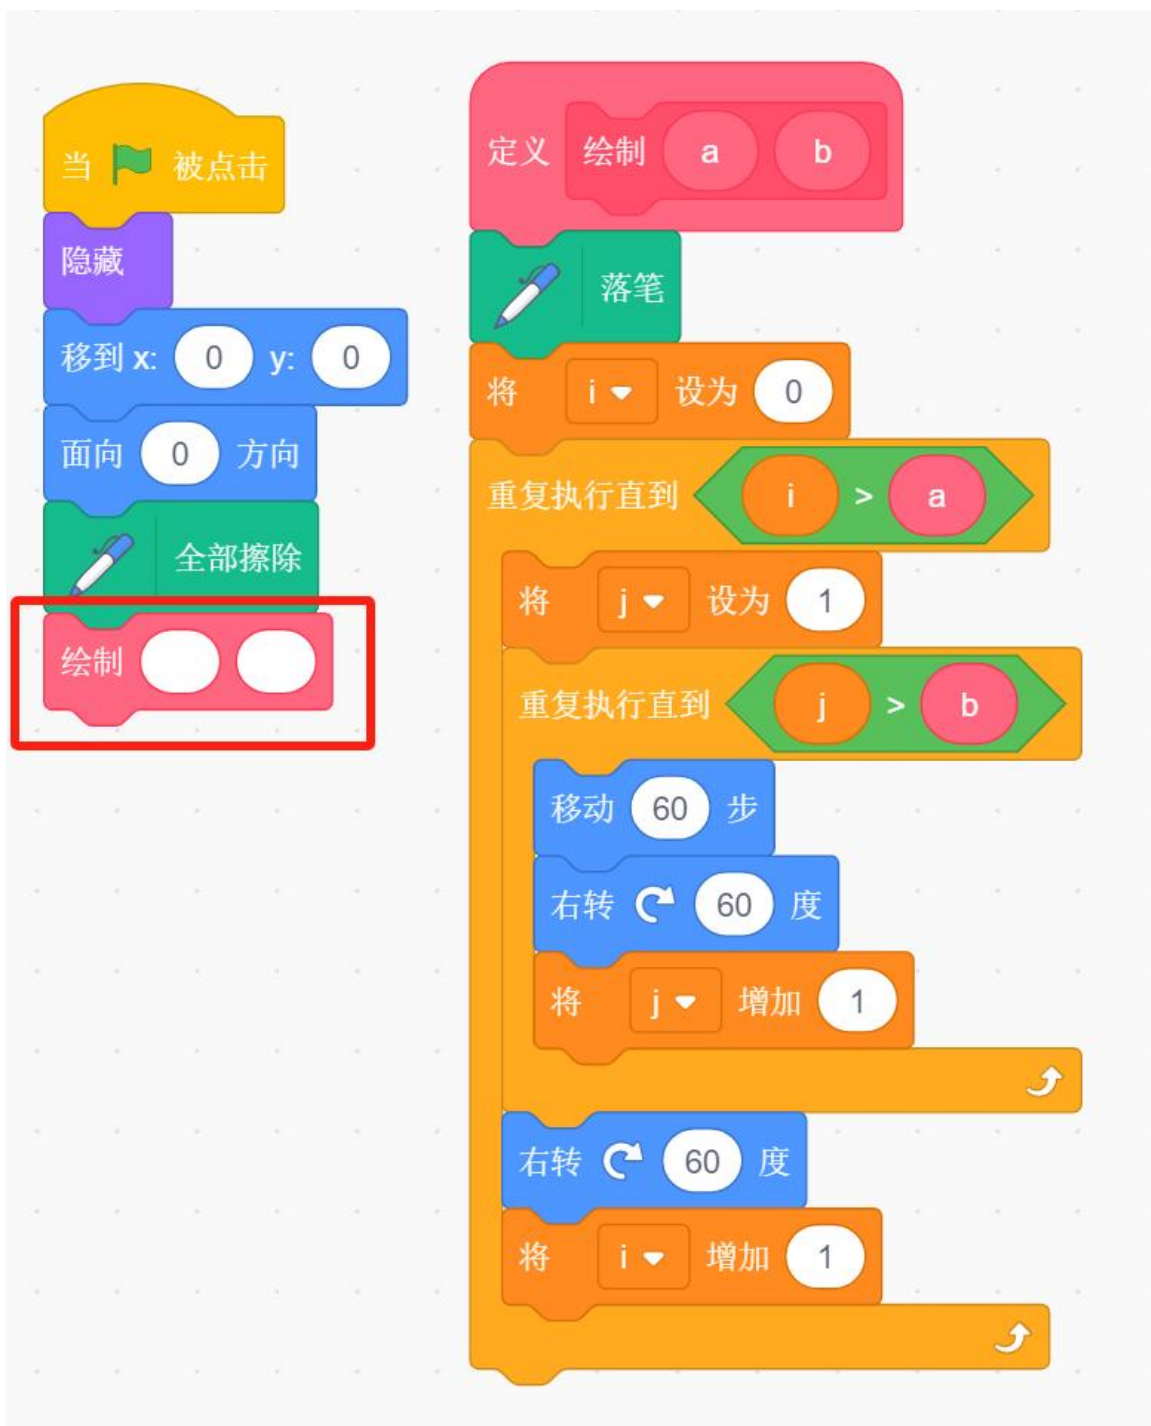 当 被点击
隐藏
移到 x: 0 y: 0
面向 0 方向
全部擦除
绘制
定义 绘制 a b
落笔
将 i 设为 0
重复执行直到 i > a
将 j 设为 1
重复执行直到 j > b
移动 60 步
右转 60 度
将 j 增加 1
右转 60 度
将 i 增加 1